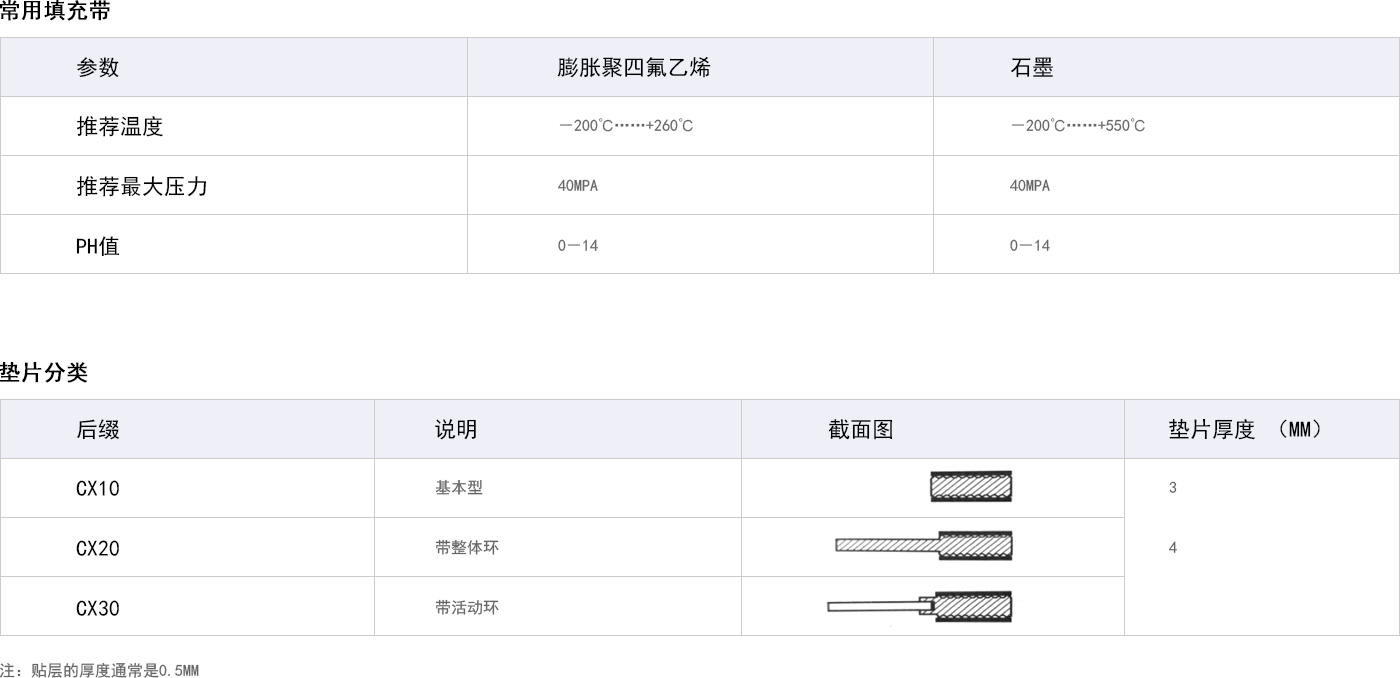 常用填充带
参数 膨胀聚四氟乙烯 石墨
推荐温度 －200℃……+260℃ －200℃……+550℃
推荐最大压力 40MPA 40MPA
PH值 0－14 0－14
垫片分类
后缀 说明 截面图 垫片厚度 （MM）
CX10 基本型 3
CX20 带整体环 4
CX30 带活动环
注：贴层的厚度通常是0.5MM